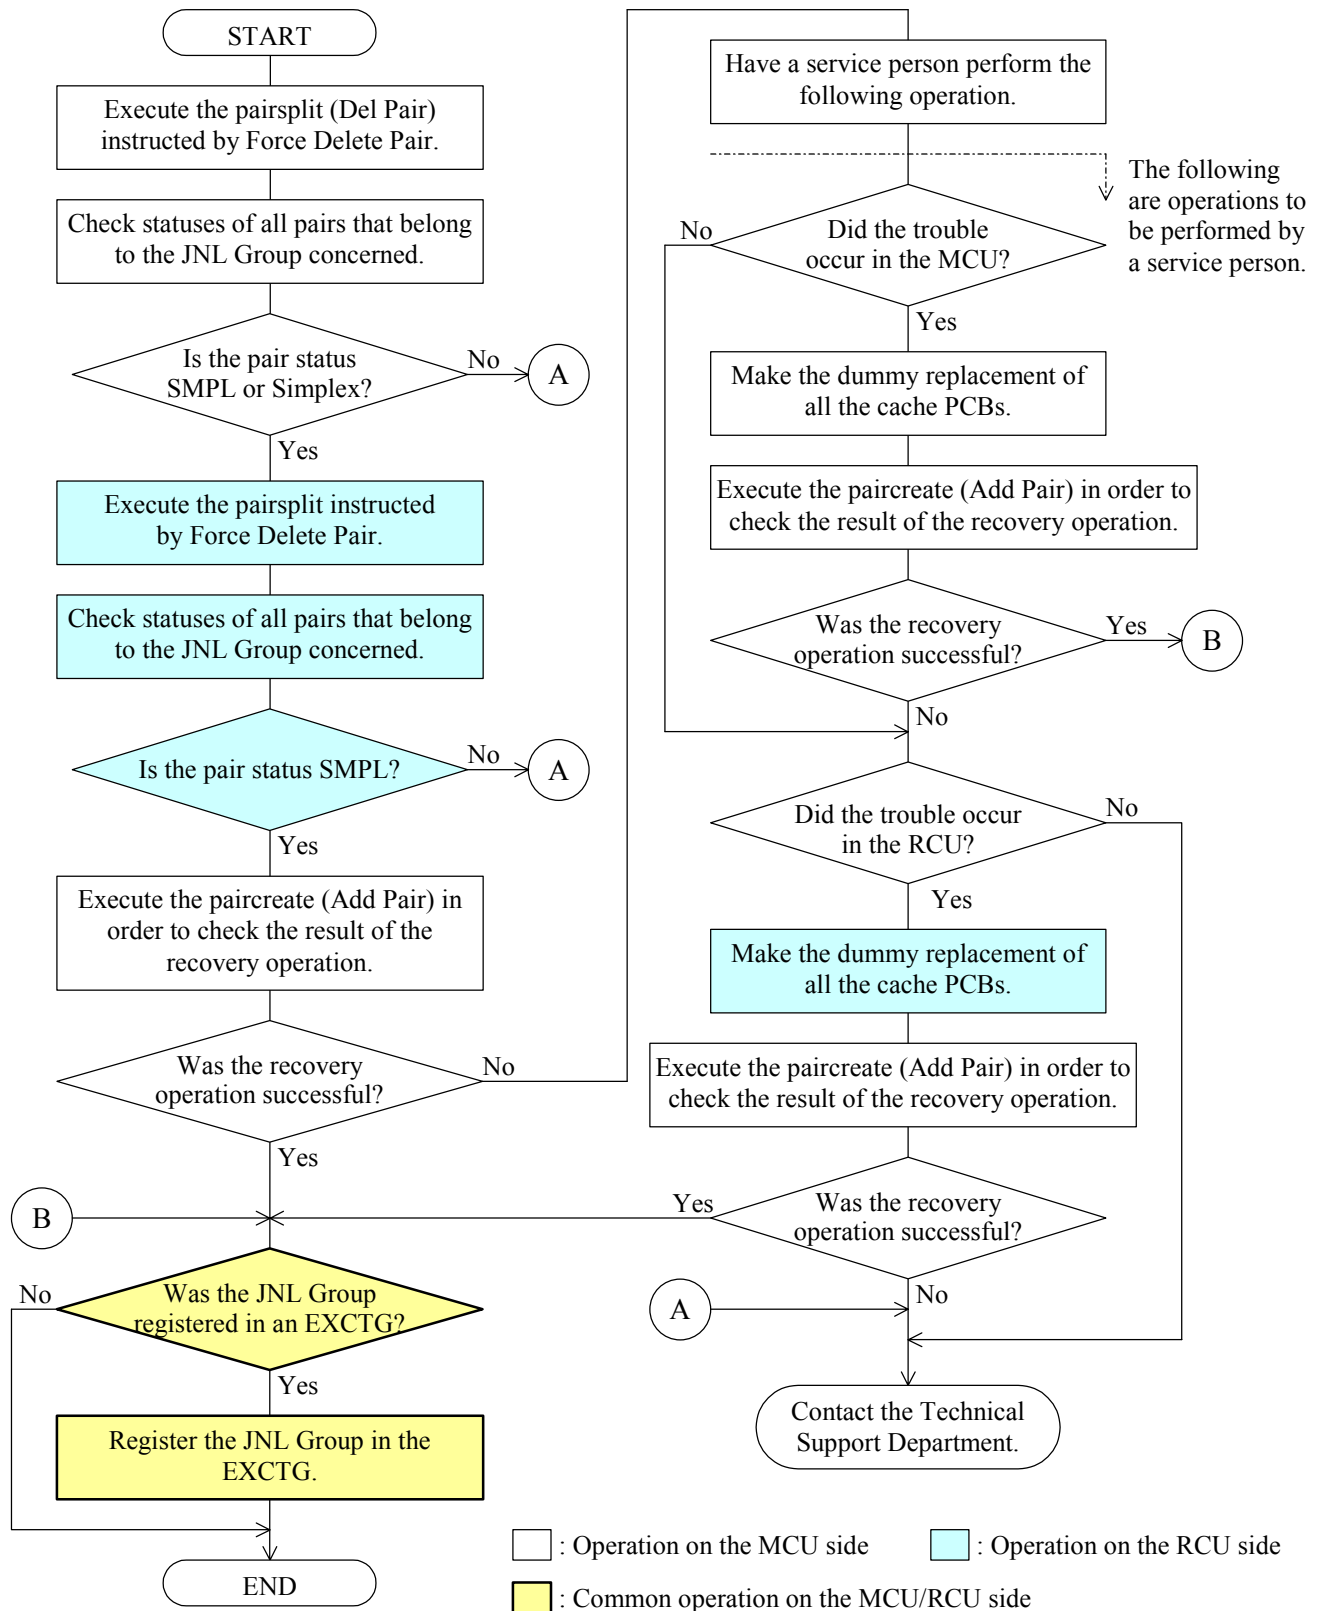 START
Execute the pairsplit (Del Pair)
instructed by Force Delete Pair.
Check statuses of all pairs that belong
to the JNL Group concerned.
Is the pair status
SMPL or Simplex?
No
A
Yes
Execute the pairsplit instructed
by Force Delete Pair.
Check statuses of all pairs that belong
to the JNL Group concerned.
Is the pair status SMPL?
No
A
Yes
Execute the paircreate (Add Pair) in
order to check the result of the
recovery operation.
Was the recovery
operation successful?
No
Yes
B
Was the JNL Group
registered in an EXCTG?
No
Yes
Register the JNL Group in the
EXCTG.
END
Have a service person perform the
following operation.
The following
are operations to
be performed by
a service person.
Did the trouble
occur in the MCU?
No
Yes
Make the dummy replacement of
all the cache PCBs.
Execute the paircreate (Add Pair) in order to
check the result of the recovery operation.
Was the recovery
operation successful?
Yes
B
No
Did the trouble occur
in the RCU?
No
Yes
Make the dummy replacement of
all the cache PCBs.
Execute the paircreate (Add Pair) in order to
check the result of the recovery operation.
Was the recovery
operation successful?
Yes
No
A
Contact the Technical
Support Department.
: Operation on the MCU side
: Operation on the RCU side
: Common operation on the MCU/RCU side